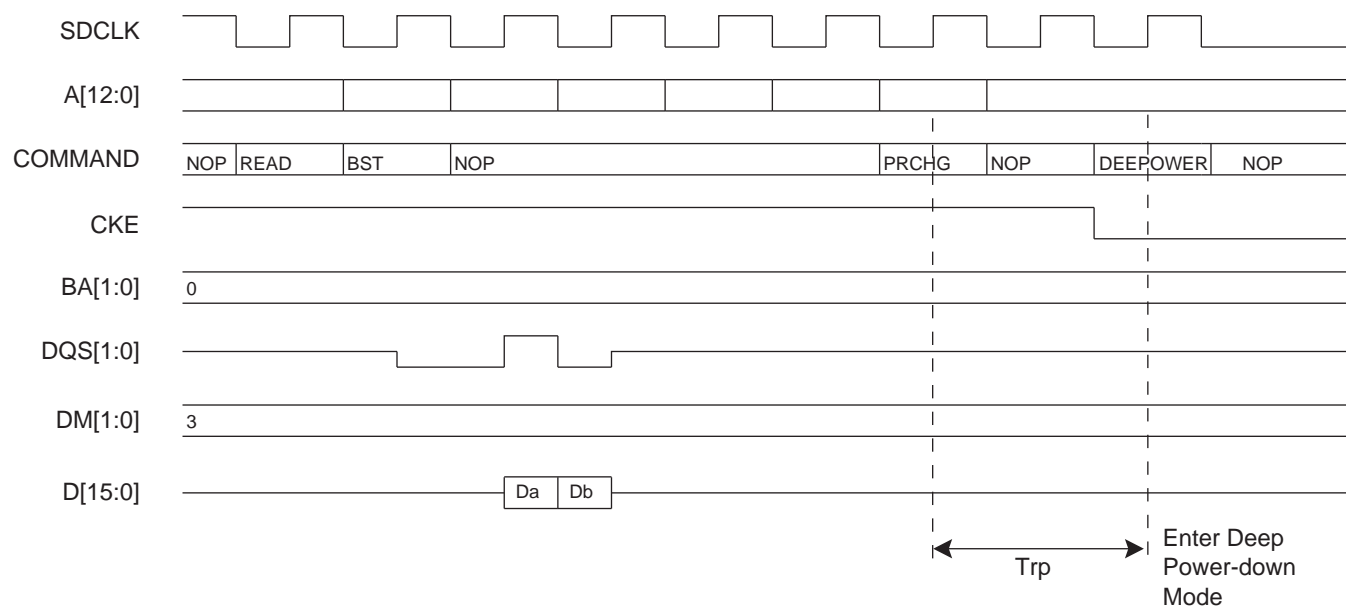 SDCLK
A[12:0]
COMMAND NOP READ BST NOP PRCHG NOP DEEPOWER NOP
CKE
BA[1:0] 0
DQS[1:0]
DM[1:0] 3
D[15:0] Da Db
Trp
Enter Deep
Power-down
Mode